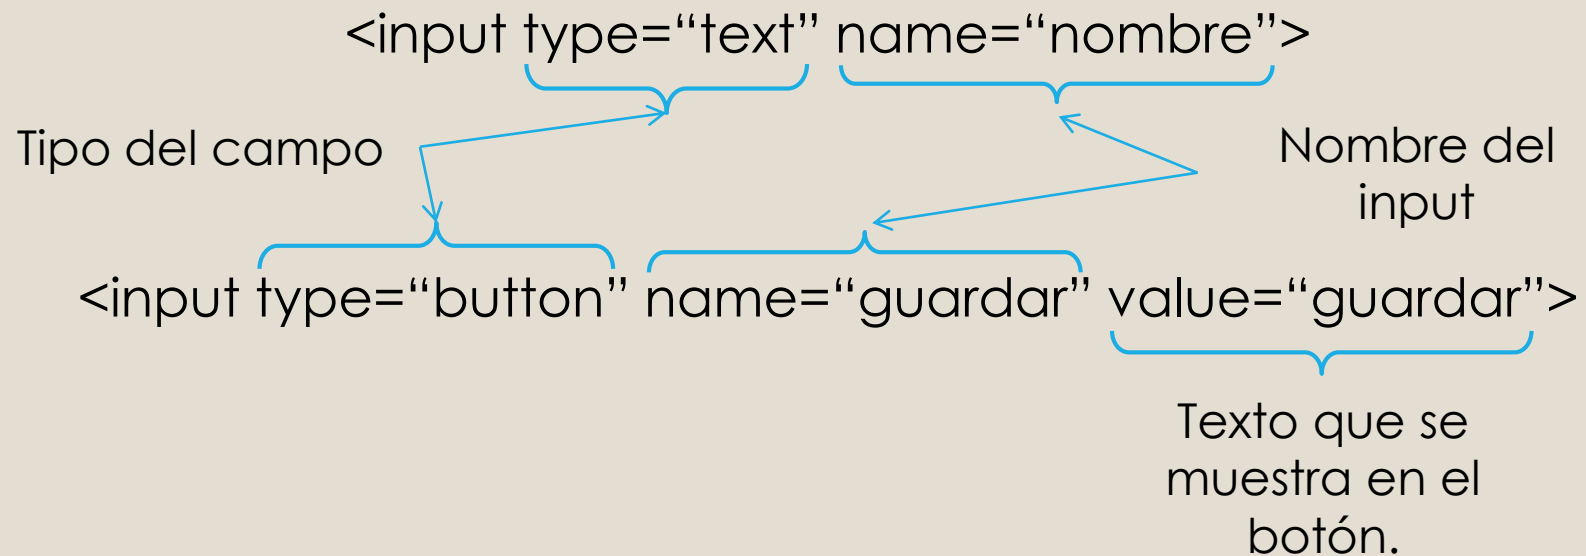 <input type=“text” name=“nombre”>
Tipo del campo
Nombre del
input
<input type=“button” name=“guardar” value=“guardar”>
Texto que se
muestra en el
botón.